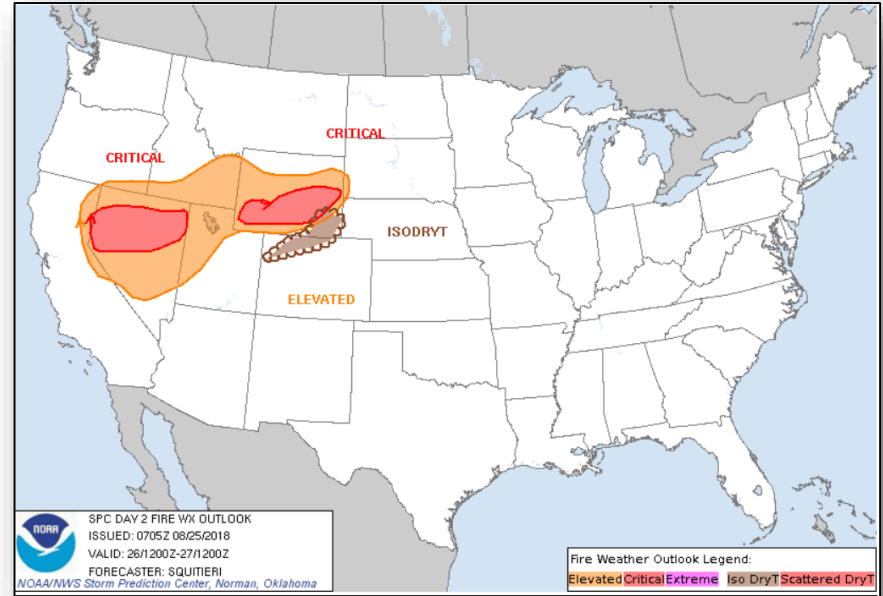 CRITICAL
CRITICAL
ISODRYT
ELEVATED
NOAA
SPC DAY 2 FIRE WX OUTLOOK
ISSUED: 0705Z 08/25/2018
VALID: 26/1200Z-27/1200Z
FORECASTER: SQUITIERI
NOAA/NWS Storm Prediction Center, Norman, Oklahoma
Fire Weather Outlook Legend:
Elevated Critical Extreme Iso DryT Scattered DryT